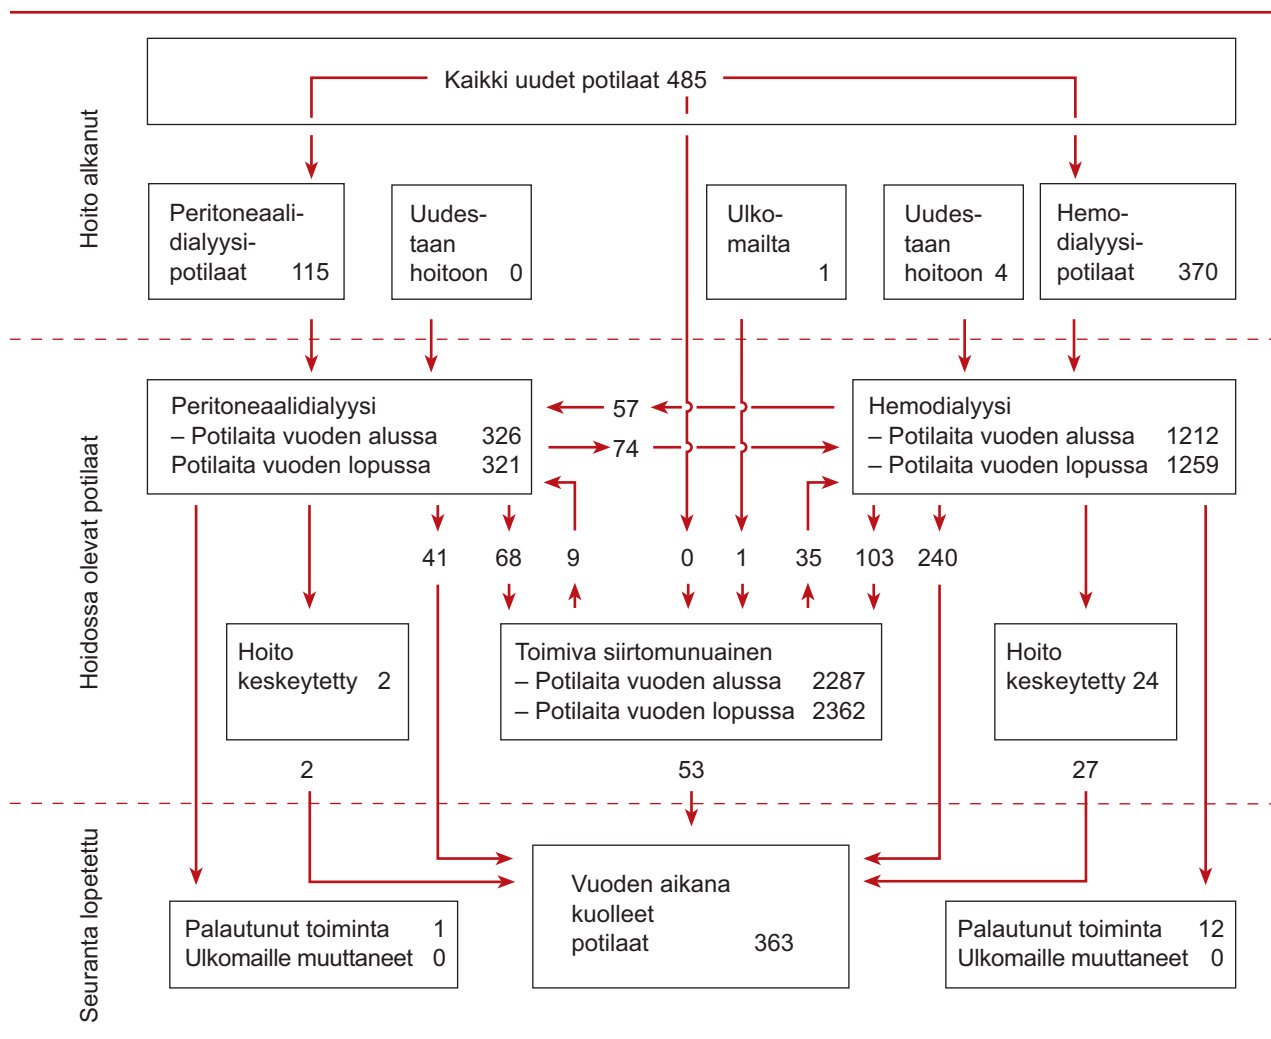 Kaikki uudet potilaat 485
Hoito alkanut
Peritoneaali-
dialyysi-
potilaat 115
Uudes-
taan
hoitoon 0
Ulko-
mailta
1
Uudes-
taan
hoitoon 4
Hemo-
dialyysi-
potilaat 370
Hoidossa olevat potilaat
Peritoneaalidialyysi
– Potilaita vuoden alussa 326
Potilaita vuoden lopussa 321
57
74
Hemodialyysi
– Potilaita vuoden alussa 1212
– Potilaita vuoden lopussa 1259
41 68 9 0 1 35 103 240
Hoito
keskeytetty 2
Toimiva siirtomunuainen
– Potilaita vuoden alussa 2287
– Potilaita vuoden lopussa 2362
Hoito
keskeytetty 24
2 53 27
Seuranta lopetettu
Palautunut toiminta 1
Ulkomaille muuttaneet 0
Vuoden aikana
kuolleet
potilaat 363
Palautunut toiminta 12
Ulkomaille muuttaneet 0